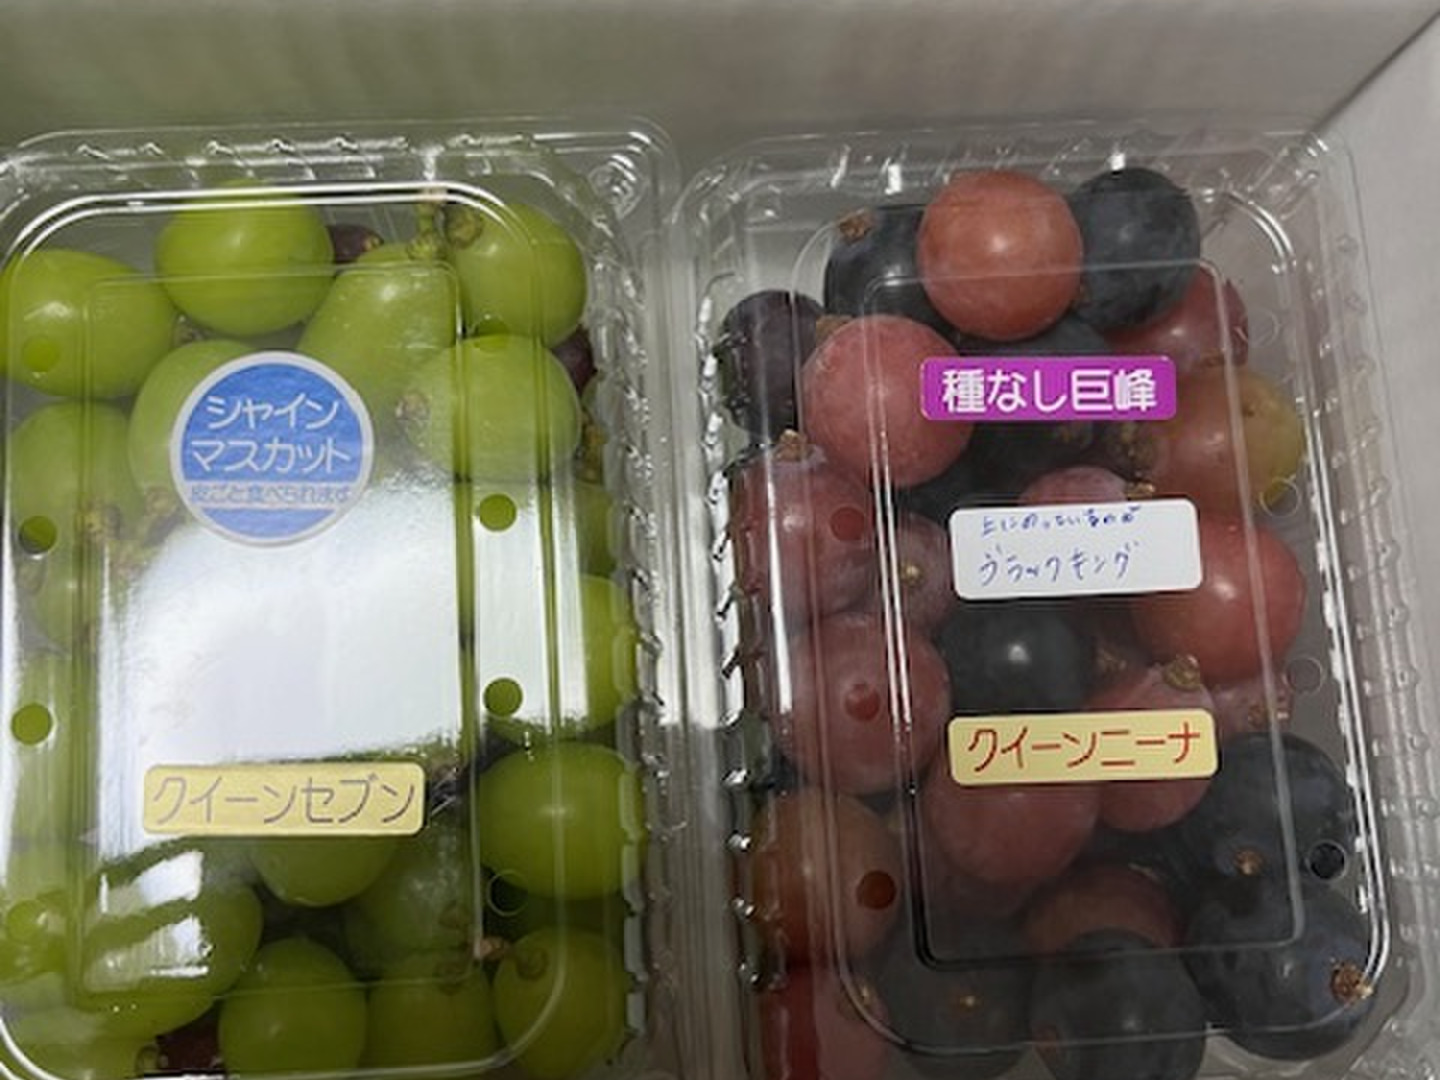 シャイン
マスカット
皮ごと食べられます
クイーンセブン
種なし巨峰
上にのっている
ブラックキング
クイーンニーナ